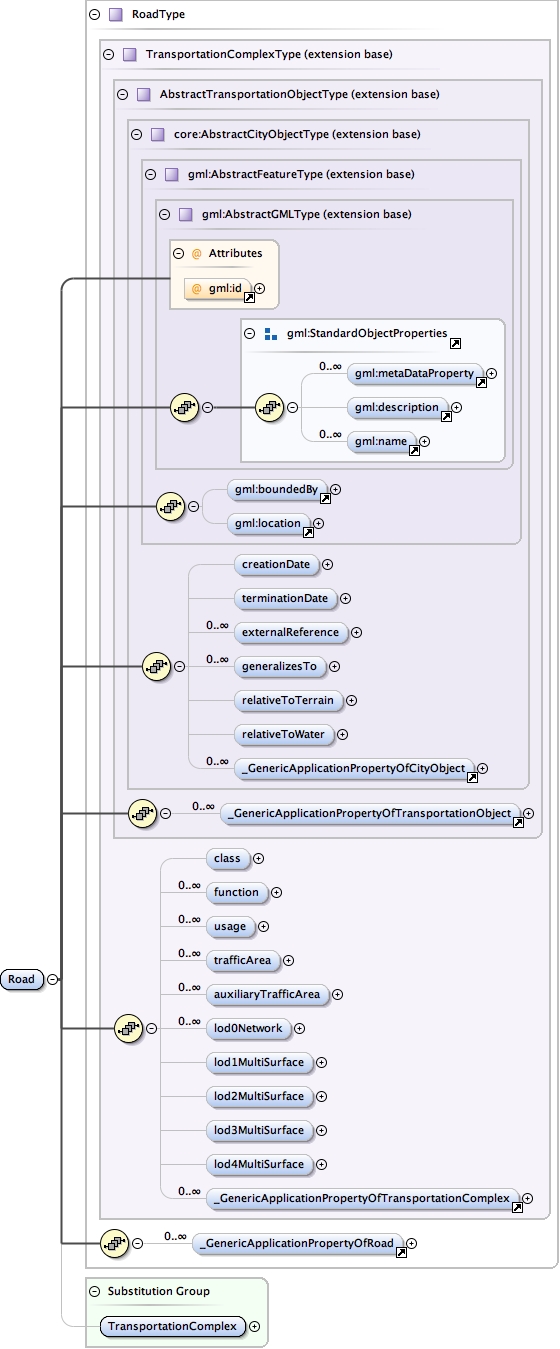 RoadType
TransportationComplexType (extension base)
AbstractTransportationObjectType (extension base)
core:AbstractCityObjectType (extension base)
gml:AbstractFeatureType (extension base)
gml:AbstractGMLType (extension base)
@ Attributes
@ gml:id
gml:StandardObjectProperties
0..∞ gml:metaDataProperty
gml:description
0..∞ gml:name
gml:boundedBy
gml:location
creationDate
terminationDate
0..∞ externalReference
0..∞ generalizesTo
relativeToTerrain
relativeToWater
0..∞ _GenericApplicationPropertyOfCityObject
0..∞ _GenericApplicationPropertyOfTransportationObject
class
0..∞ function
0..∞ usage
0..∞ trafficArea
Road
0..∞ auxiliaryTrafficArea
0..∞ lod0Network
lod1MultiSurface
lod2MultiSurface
lod3MultiSurface
lod4MultiSurface
0..∞ _GenericApplicationPropertyOfTransportationComplex
0..∞ _GenericApplicationPropertyOfRoad
Substitution Group
TransportationComplex